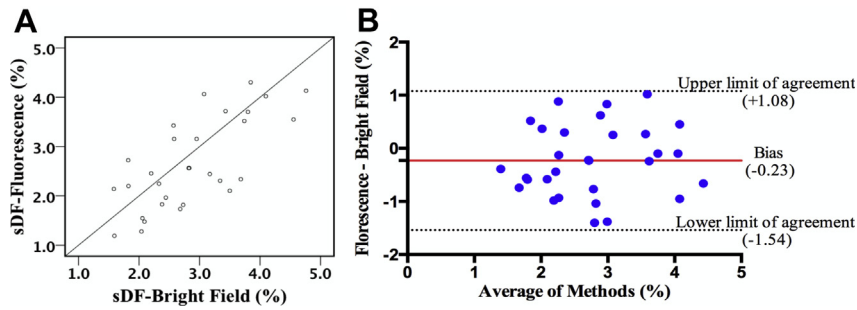 A
sDF-Fluorescence (%)
5.0
4.0
3.0
2.0
1.0
1.0 2.0 3.0 4.0 5.0
sDF-Bright Field (%)
B
Florescence - Bright Field (%)
2
1
0
-1
-2
0 1 2 3 4 5
Average of Methods (%)
Upper limit of agreement
(+1.08)
Bias
(-0.23)
Lower limit of agreement
(-1.54)